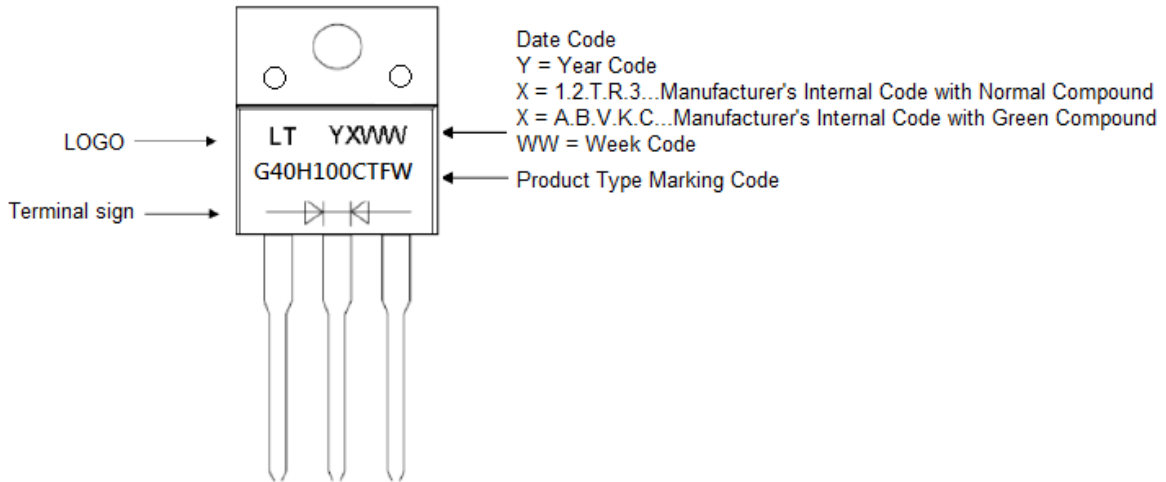 Date Code
Y = Year Code
X = 1.2.T.R.3...Manufacturer's Internal Code with Normal Compound
X = A.B.V.K.C...Manufacturer's Internal Code with Green Compound
WW = Week Code
LOGO
LT YXWW
G40H100CTFW
Product Type Marking Code
Terminal sign